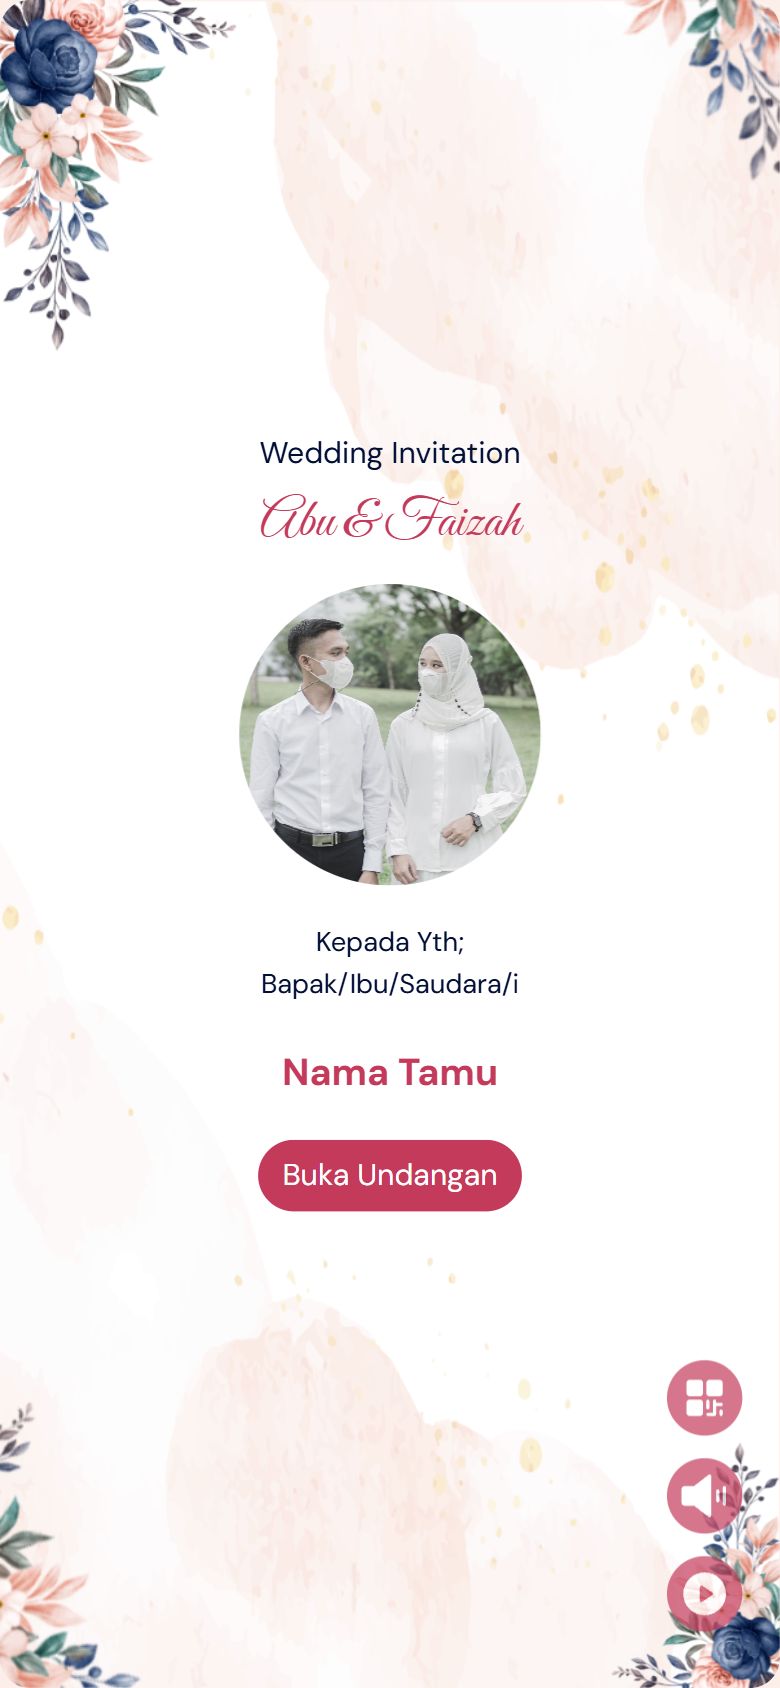 Wedding Invitation
Abu & Faizah
Kepada Yth;
Bapak/Ibu/Saudara/i
Nama Tamu
Buka Undangan